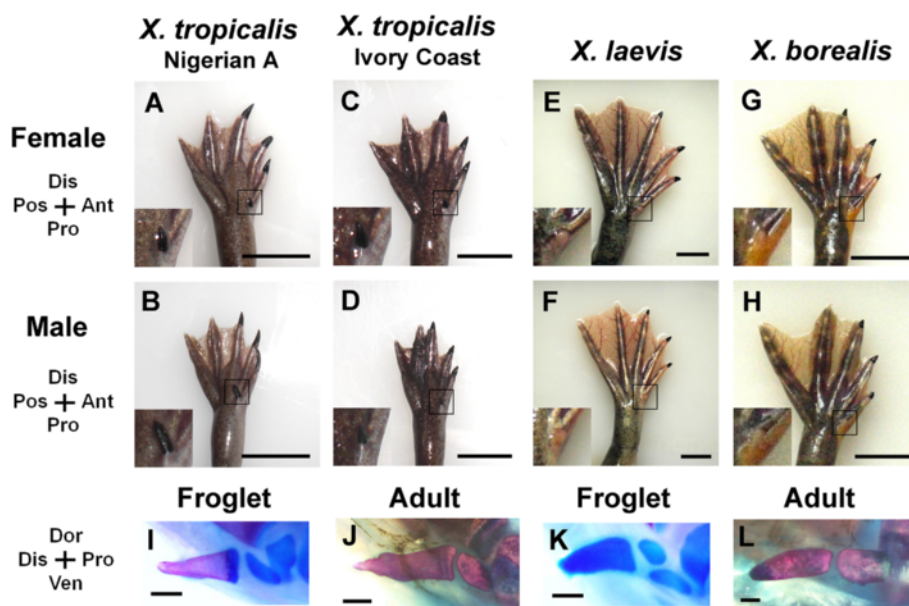 X. tropicalis
Nigerian A
X. tropicalis
Ivory Coast
X. laevis
X. borealis
Female
Dis
Pos + Ant
Pro
A
C
E
G
Male
Dis
Pos + Ant
Pro
B
D
F
H
Froglet
Adult
Froglet
Adult
Dor
Dis + Pro
Ven
I
J
K
L